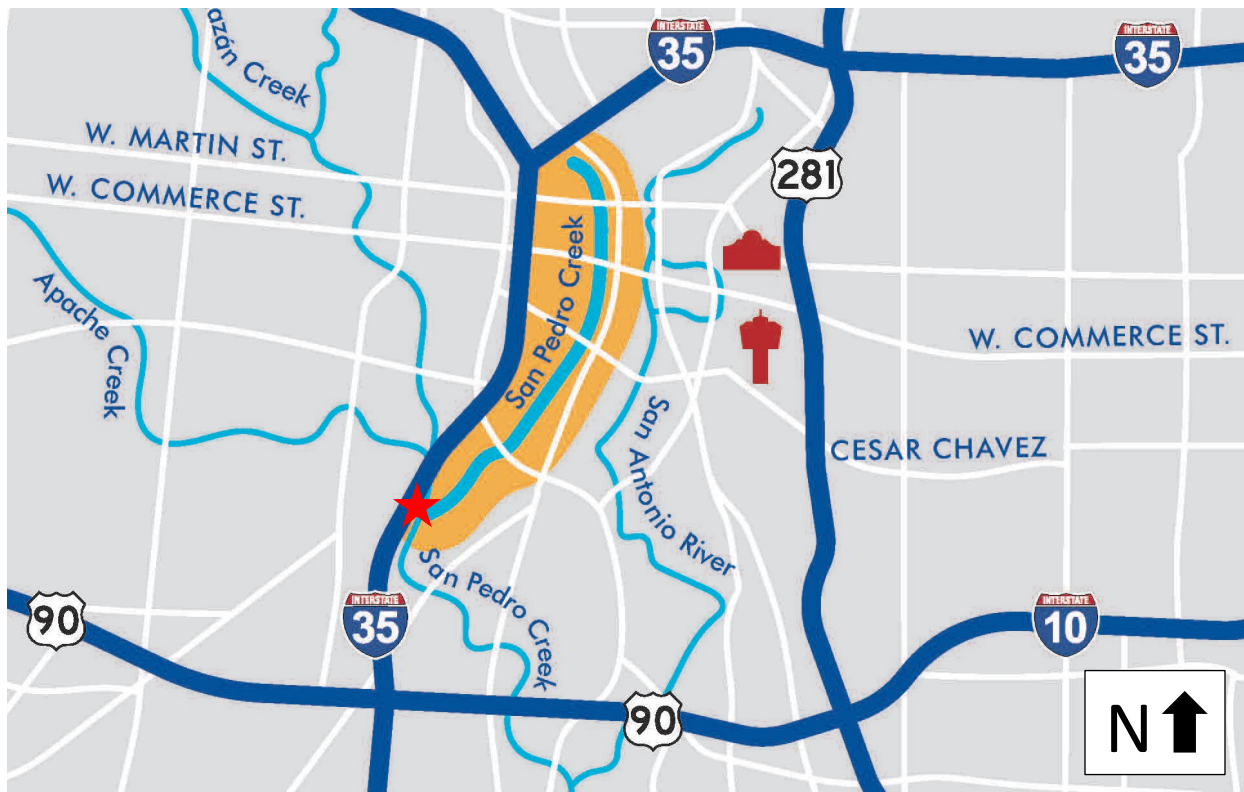 azán Creek
INTERSTATE
35
INTERSTATE
35
W. MARTIN ST.
281
W. COMMERCE ST.
San Pedro Creek
Apache Creek
W. COMMERCE ST.
San Antonio River
CESAR CHAVEZ
San Pedro Creek
90
INTERSTATE
35
INTERSTATE
10
90
N